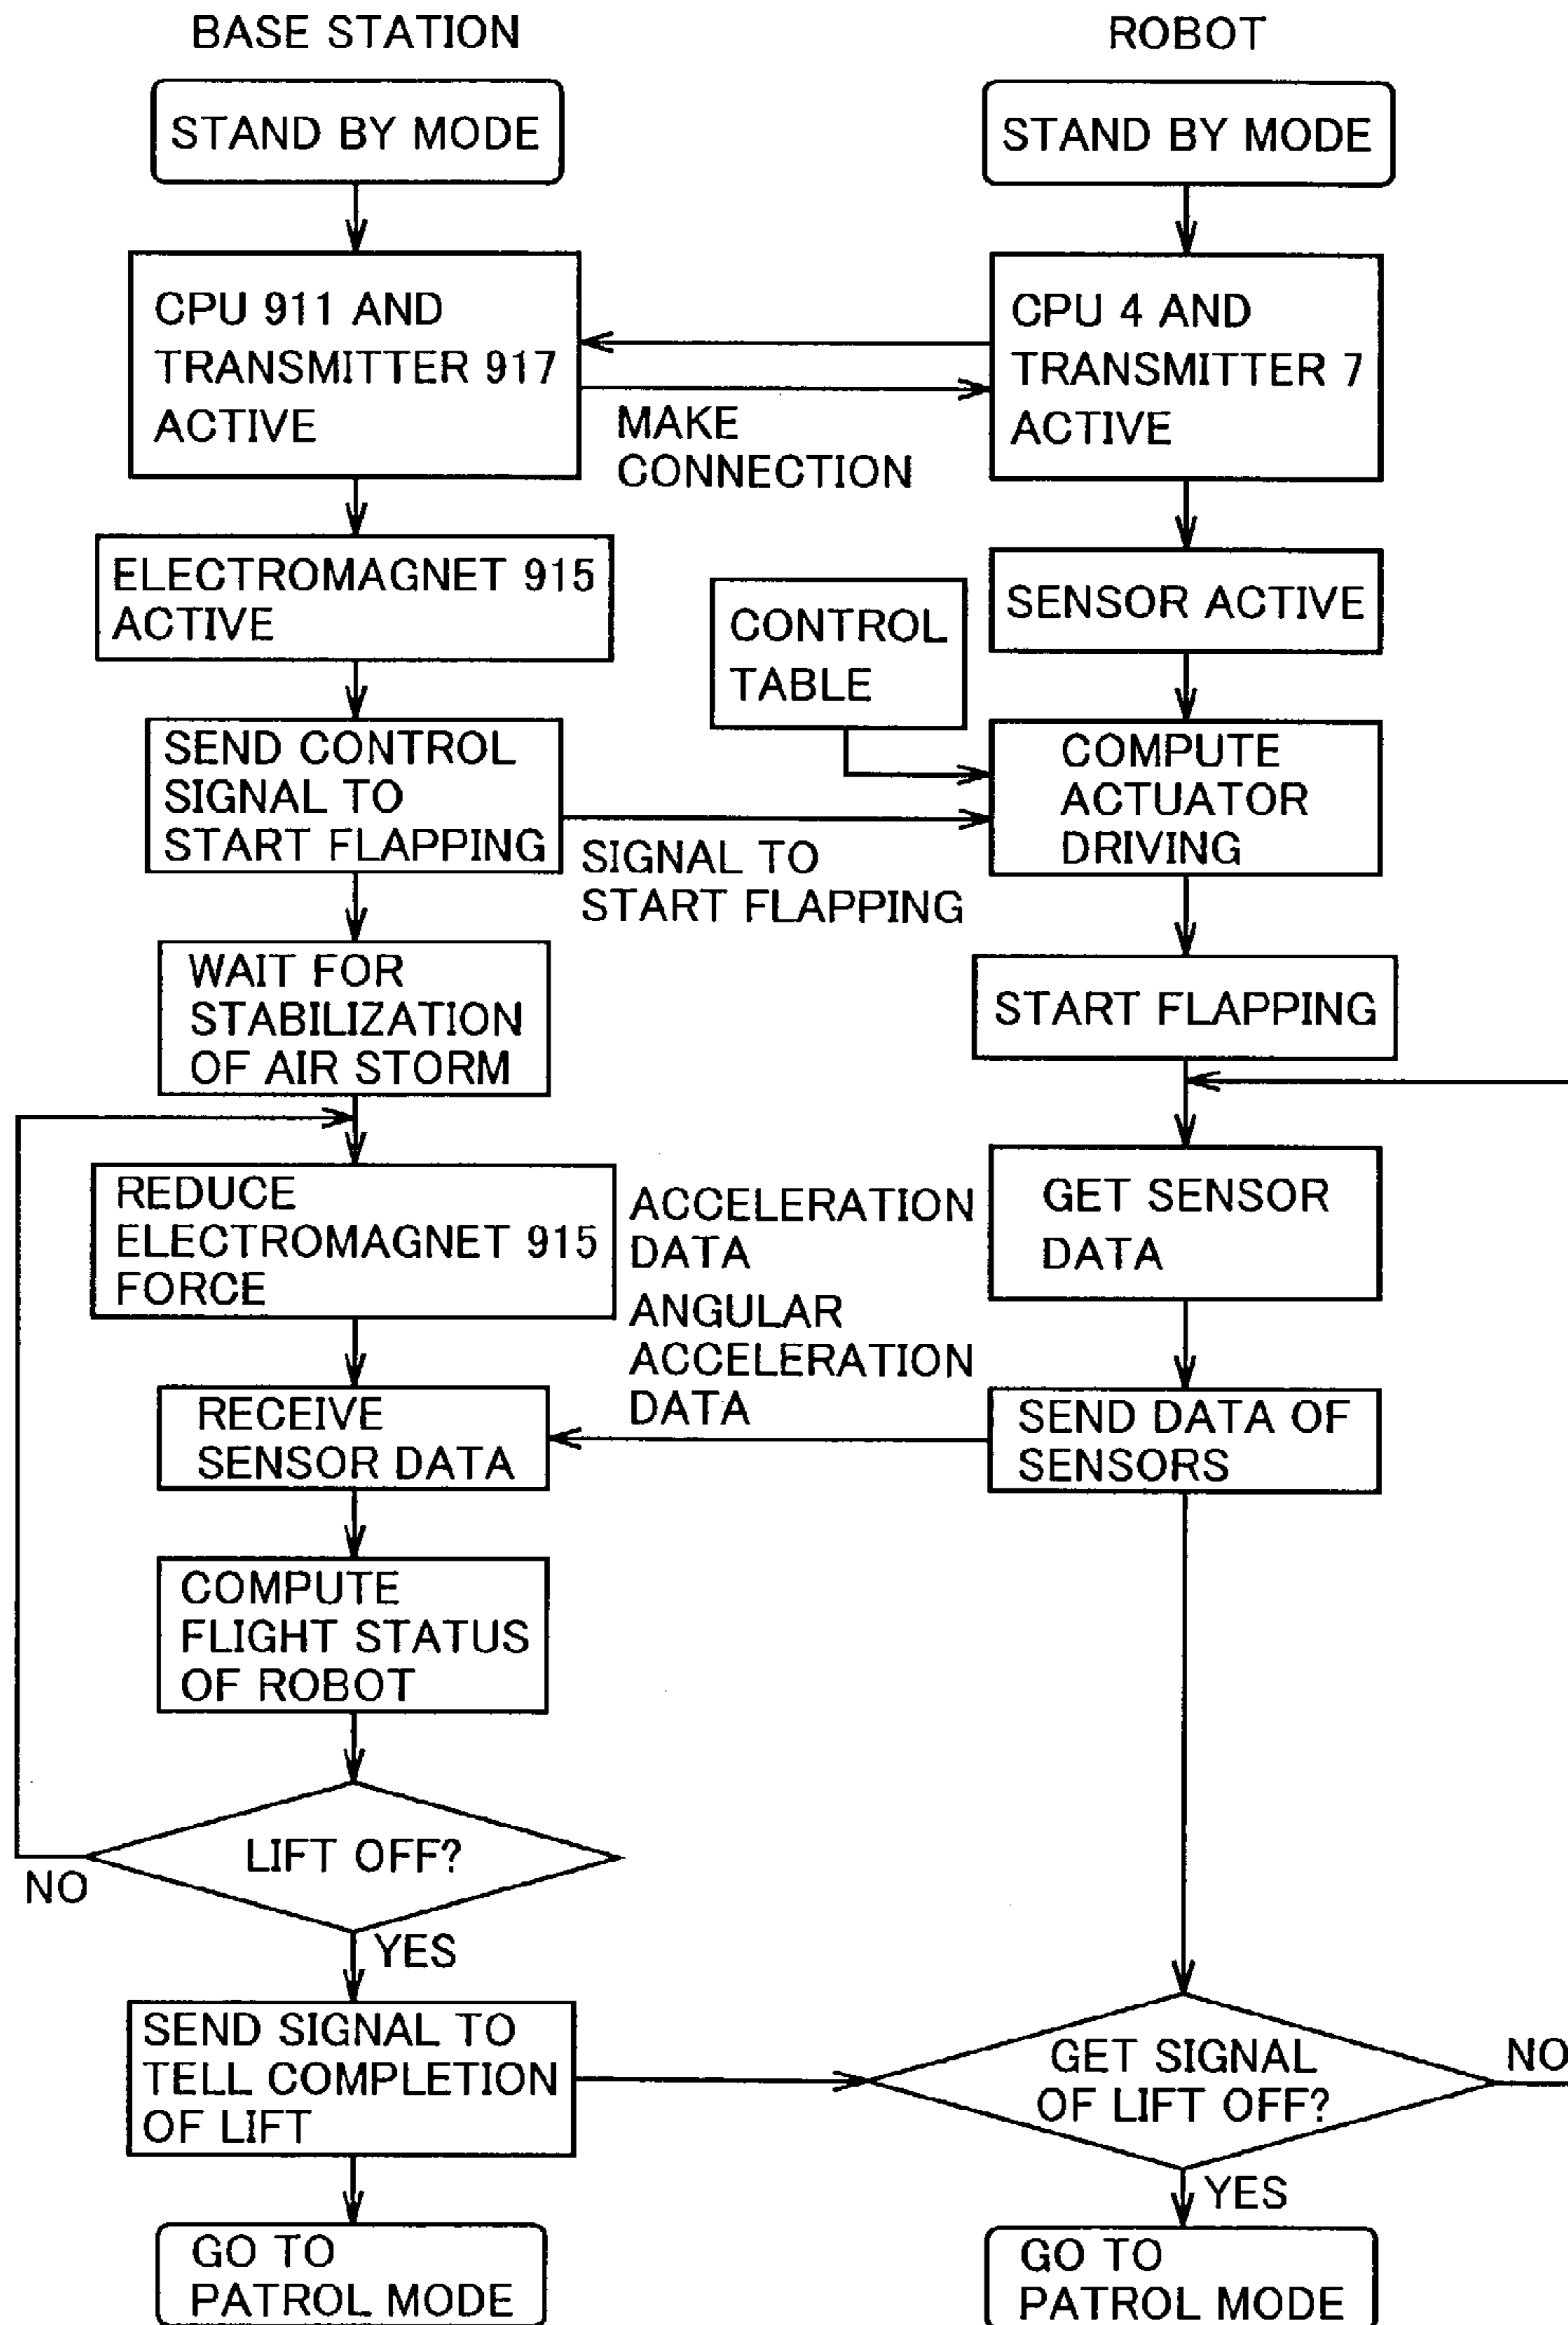 BASE STATION
STAND BY MODE
CPU 911 AND
TRANSMITTER 917
ACTIVE
MAKE
CONNECTION
ELECTROMAGNET 915
ACTIVE
SEND CONTROL
SIGNAL TO
START FLAPPING
SIGNAL TO
START FLAPPING
WAIT FOR
STABILIZATION
OF AIR STORM
REDUCE
ELECTROMAGNET 915
FORCE
ACCELERATION
DATA
ANGULAR
ACCELERATION
DATA
RECEIVE
SENSOR DATA
COMPUTE
FLIGHT STATUS
OF ROBOT
LIFT OFF?
NO
YES
SEND SIGNAL TO
TELL COMPLETION
OF LIFT
GO TO
PATROL MODE
ROBOT
STAND BY MODE
CPU 4 AND
TRANSMITTER 7
ACTIVE
SENSOR ACTIVE
CONTROL
TABLE
COMPUTE
ACTUATOR
DRIVING
START FLAPPING
GET SENSOR
DATA
SEND DATA OF
SENSORS
GET SIGNAL
OF LIFT OFF?
NO
YES
GO TO
PATROL MODE